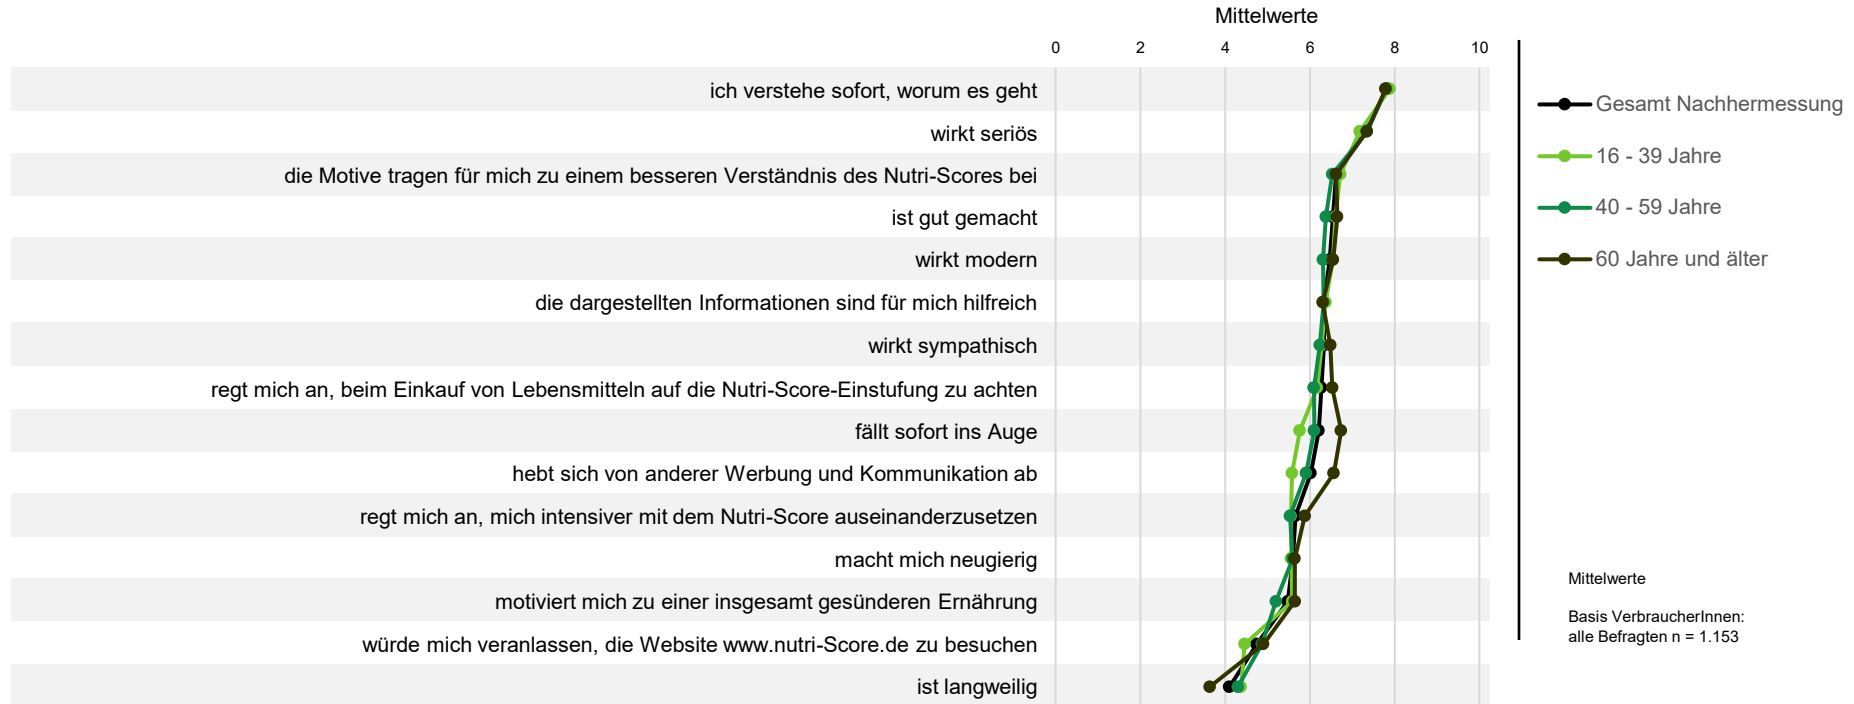 Mittelwerte
0 2 4 6 8 10
ich verstehe sofort, worum es geht
wirkt seriös
die Motive tragen für mich zu einem besseren Verständnis des Nutri-Scores bei
ist gut gemacht
wirkt modern
die dargestellten Informationen sind für mich hilfreich
wirkt sympathisch
regt mich an, beim Einkauf von Lebensmitteln auf die Nutri-Score-Einstufung zu achten
fällt sofort ins Auge
hebt sich von anderer Werbung und Kommunikation ab
regt mich an, mich intensiver mit dem Nutri-Score auseinanderzusetzen
macht mich neugierig
motiviert mich zu einer insgesamt gesünderen Ernährung
würde mich veranlassen, die Website www.nutri-Score.de zu besuchen
ist langweilig
Gesamt Nachhermessung
16 - 39 Jahre
40 - 59 Jahre
60 Jahre und älter
Mittelwerte
Basis VerbraucherInnen:
alle Befragten n = 1.153